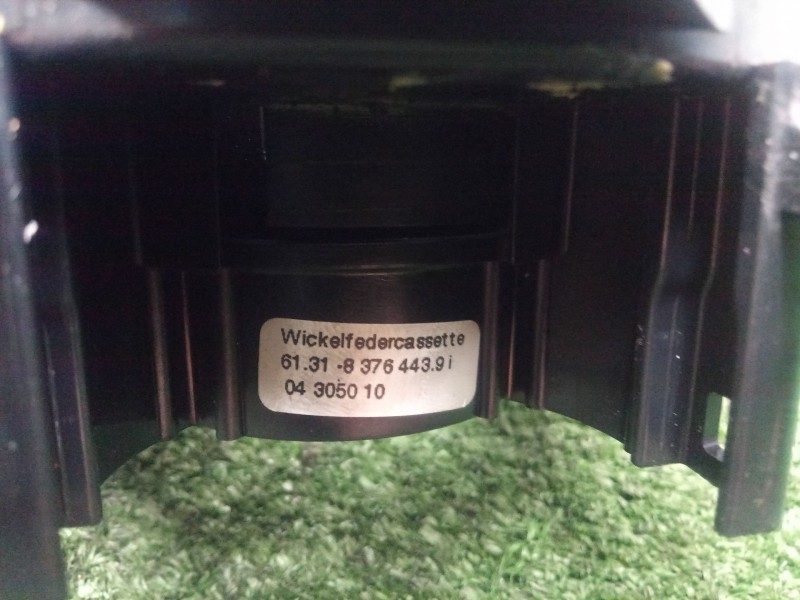 Wickelfedercassette
61.31 -8 376 443.9 i
04 3050 10